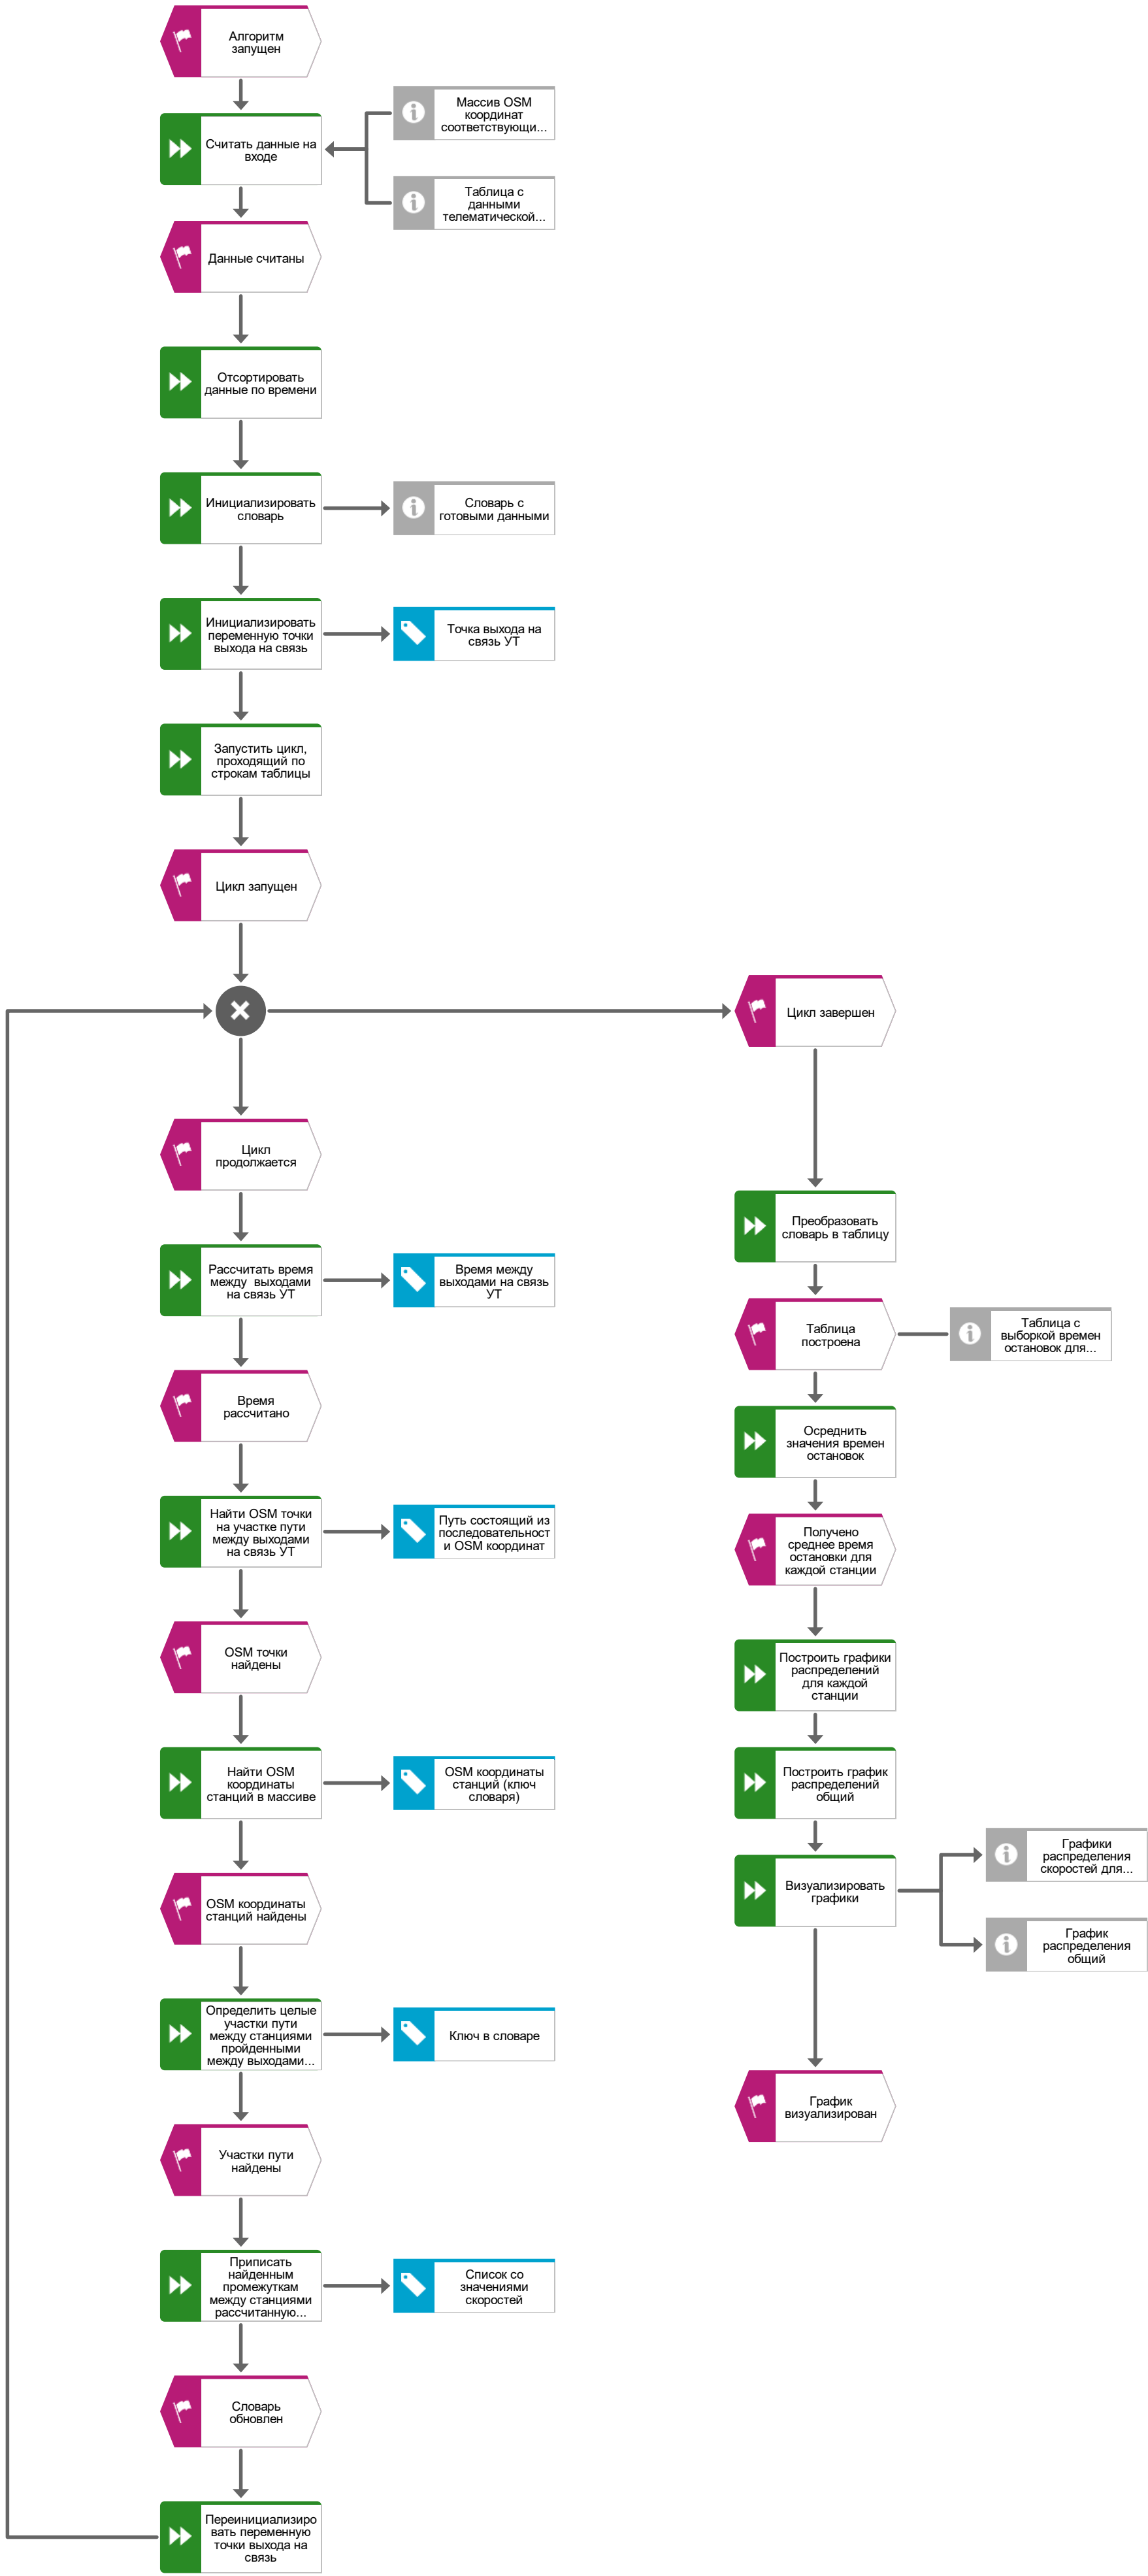 Алгоритм
запущен
Массив OSM
координат
соответствующи...
Считать данные на
входе
Таблица с
данными
телематической...
Данные считаны
Отсортировать
данные по времени
Инициализировать
словарь
Словарь с
готовыми данными
Инициализировать
переменную точки
выхода на связь
Точка выхода на
связь УТ
Запустить цикл,
проходящий по
строкам таблицы
Цикл запущен
Цикл завершен
Цикл
продолжается
Преобразовать
словарь в таблицу
Рассчитать время
между выходами
на связь УТ
Время между
выходами на связь
УТ
Таблица
построена
Таблица с
выборкой времен
остановок для...
Время
рассчитано
Осреднить
значения времен
остановок
Найти OSM точки
на участке пути
между выходами
на связь УТ
Путь состоящий из
последовательност
и OSM координат
Получено
среднее время
остановки для
каждой станции
OSM точки
найдены
Построить графики
распределений
для каждой
станции
Найти OSM
координаты
станций в массиве
OSM координаты
станций (ключ
словаря)
Построить график
распределений
общий
Графики
распределения
скоростей для...
Визуализировать
графики
OSM координаты
станций найдены
График
распределения
общий
Определить целые
участки пути
между станциями
пройденными
между выходами...
Ключ в словаре
График
визуализирован
Участки пути
найдены
Приписать
найденным
промежуткам
между станциями
рассчитанную...
Список со
значениями
скоростей
Словарь
обновлен
Переинициализиро
вать переменную
точки выхода на
связь